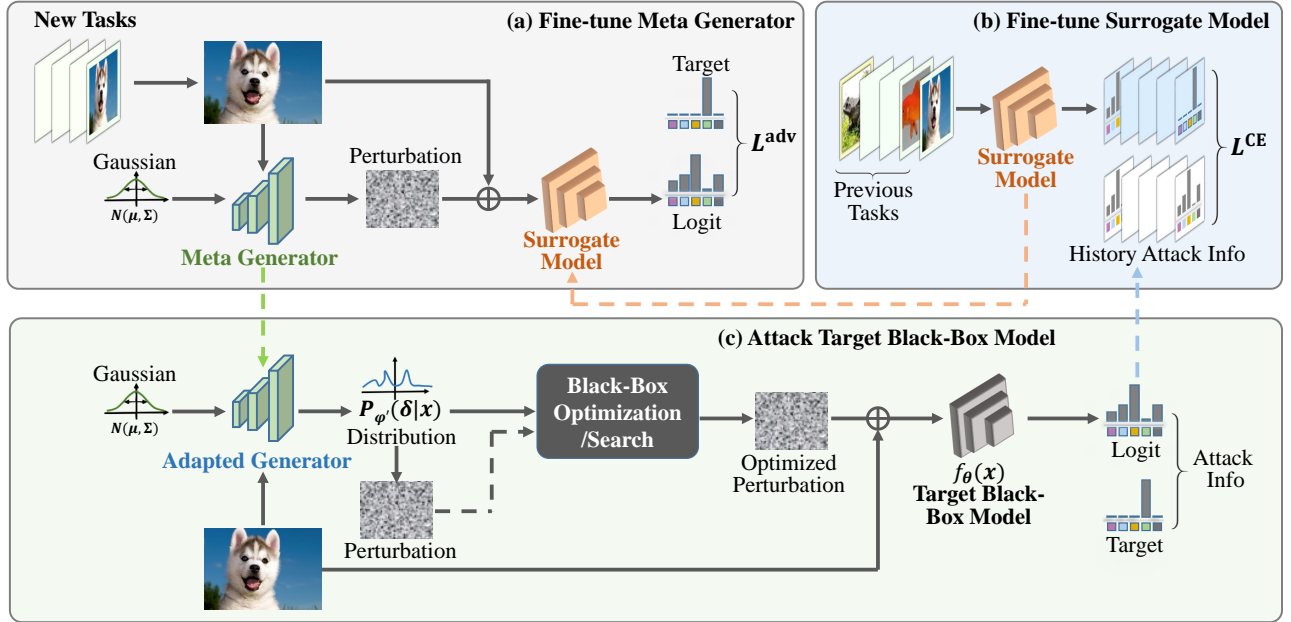 New Tasks
(a) Fine-tune Meta Generator
Target
Gaussian
N(μ, Σ)
Perturbation
L^adv
Logit
Meta Generator
Surrogate
Model
(b) Fine-tune Surrogate Model
Previous
Tasks
Surrogate
Model
L^CE
History Attack Info
(c) Attack Target Black-Box Model
Gaussian
N(μ, Σ)
Adapted Generator
P_φ′(δ|x)
Distribution
Perturbation
Black-Box
Optimization
/Search
Optimized
Perturbation
f_θ(x)
Target Black-
Box Model
Logit
Attack
Info
Target